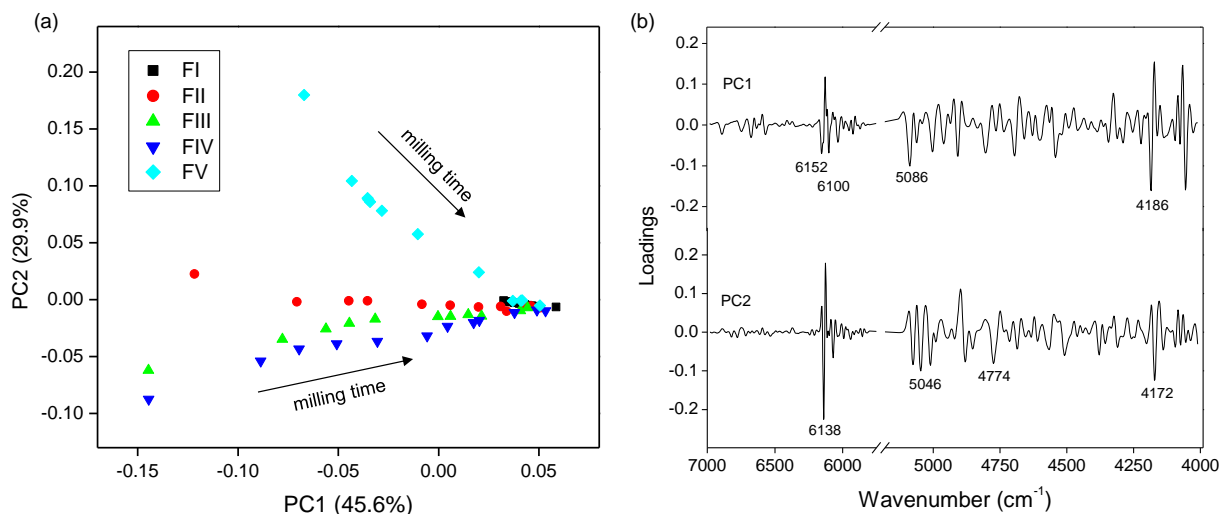 (a)
0.20
0.15
0.10
0.05
0.00
-0.05
-0.10
PC2 (29.9%)
FI
FII
FIII
FIV
FV
milling time
milling time
-0.15
-0.10
-0.05
0.00
0.05
PC1 (45.6%)
(b)
Loadings
0.2
0.1
0.0
-0.1
-0.2
PC1
6152
6100
5086
4186
0.2
0.1
0.0
-0.1
-0.2
PC2
6138
5046
4774
4172
7000
6500
6000
5000
4750
4500
4250
4000
Wavenumber (cm⁻¹)